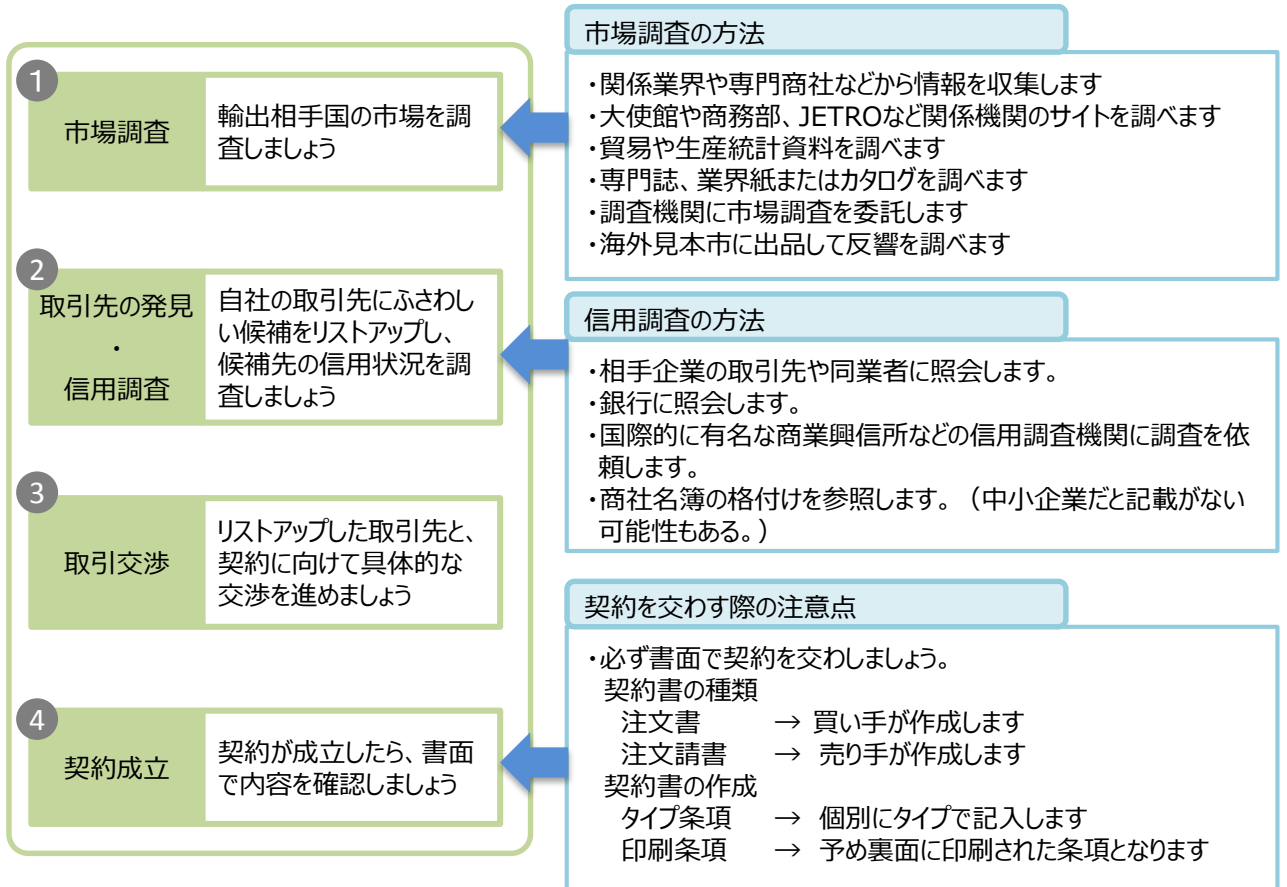 1
市場調査
輸出相手国の市場を調
査しましょう
市場調査の方法
・関係業界や専門商社などから情報を収集します
・大使館や商務部、JETROなど関係機関のサイトを調べます
・貿易や生産統計資料を調べます
・専門誌、業界紙またはカタログを調べます
・調査機関に市場調査を委託します
・海外見本市に出品して反響を調べます
2
取引先の発見
・
信用調査
自社の取引先にふさわし
い候補をリストアップし、
候補先の信用状況を調
査しましょう
信用調査の方法
・相手企業の取引先や同業者に照会します。
・銀行に照会します。
・国際的に有名な商業興信所などの信用調査機関に調査を依
頼します。
・商社名簿の格付けを参照します。（中小企業だと記載がない
可能性もある。）
3
取引交渉
リストアップした取引先と、
契約に向けて具体的な
交渉を進めましょう
4
契約成立
契約が成立したら、書面
で内容を確認しましょう
契約を交わす際の注意点
・必ず書面で契約を交わしましょう。
契約書の種類
注文書 → 買い手が作成します
注文請書 → 売り手が作成します
契約書の作成
タイプ条項 → 個別にタイプで記入します
印刷条項 → 予め裏面に印刷された条項となります